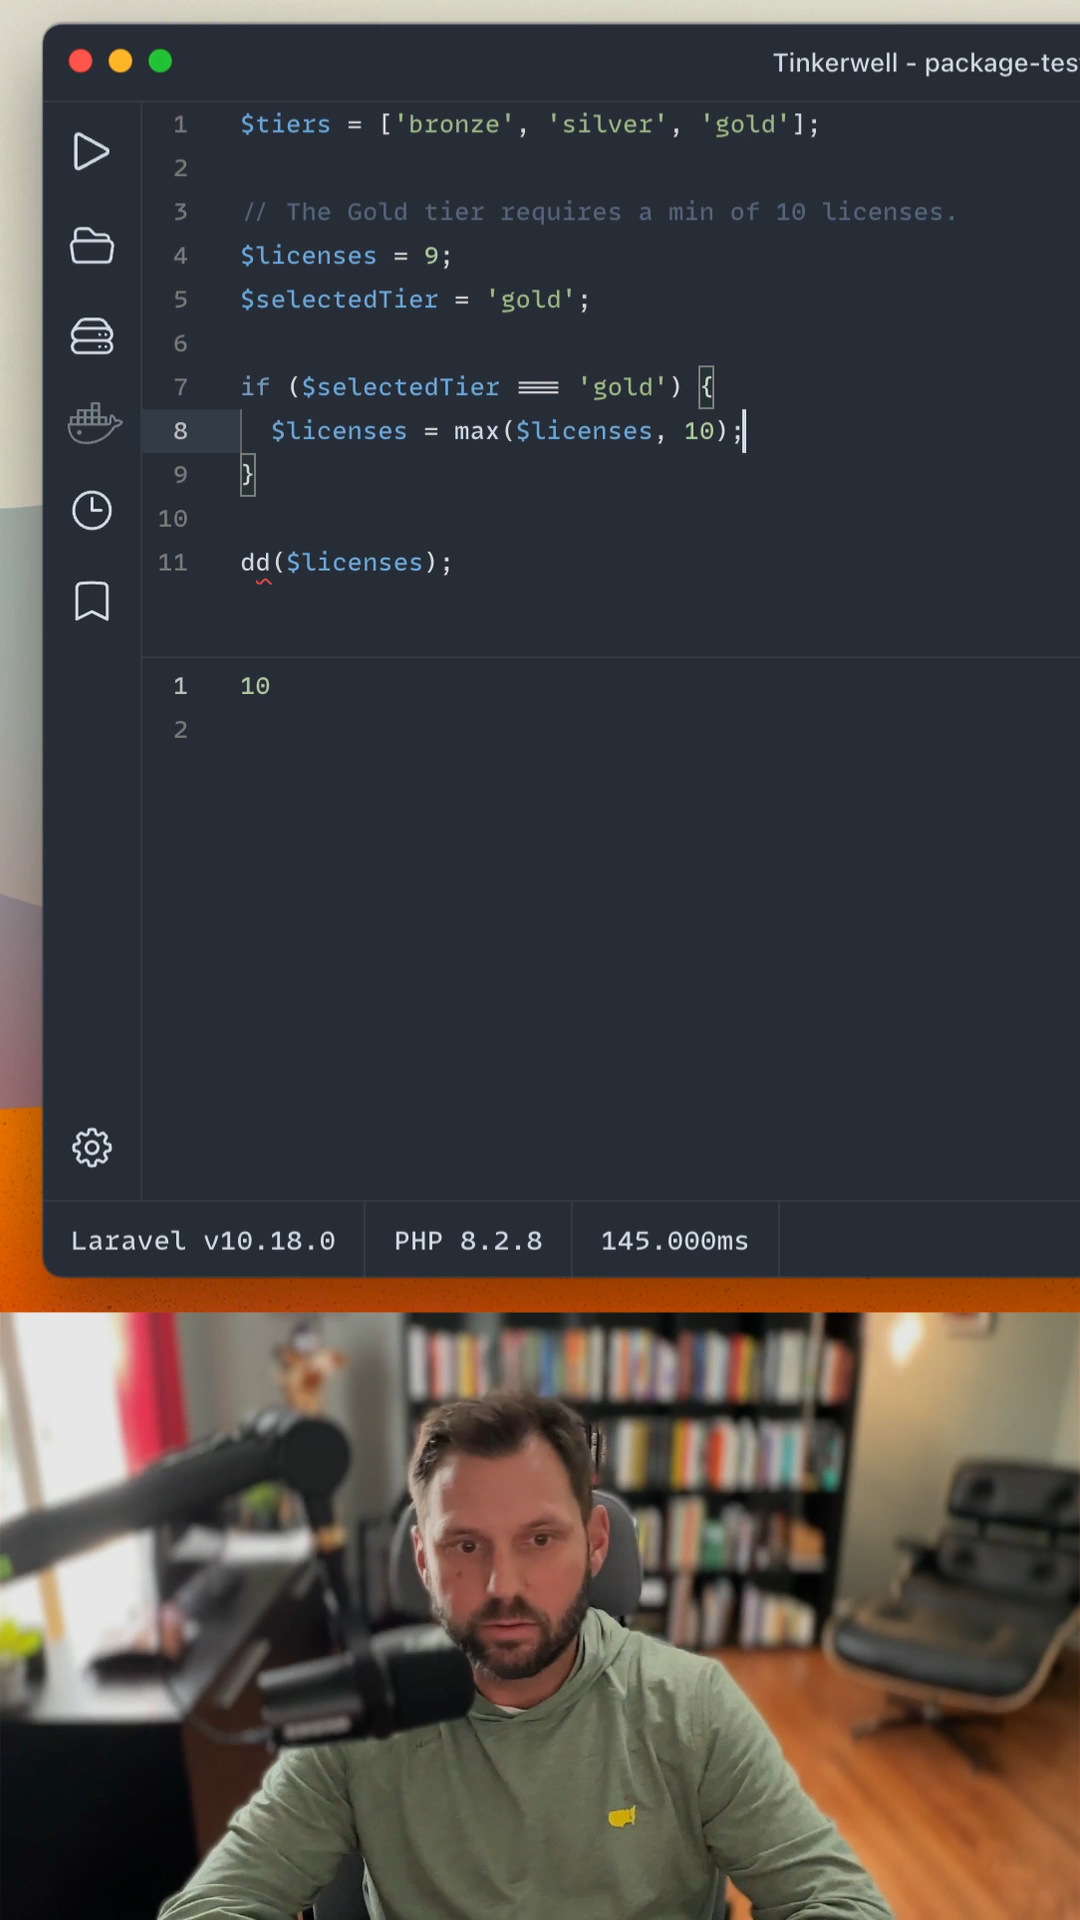 Tinkerwell - package-tes
1 $tiers = ['bronze', 'silver', 'gold'];
2
3 // The Gold tier requires a min of 10 licenses.
4 $licenses = 9;
5 $selectedTier = 'gold';
6
7 if ($selectedTier === 'gold') {
8 $licenses = max($licenses, 10);
9 }
10
11 dd($licenses);
1 10
2
Laravel v10.18.0 PHP 8.2.8 145.000ms